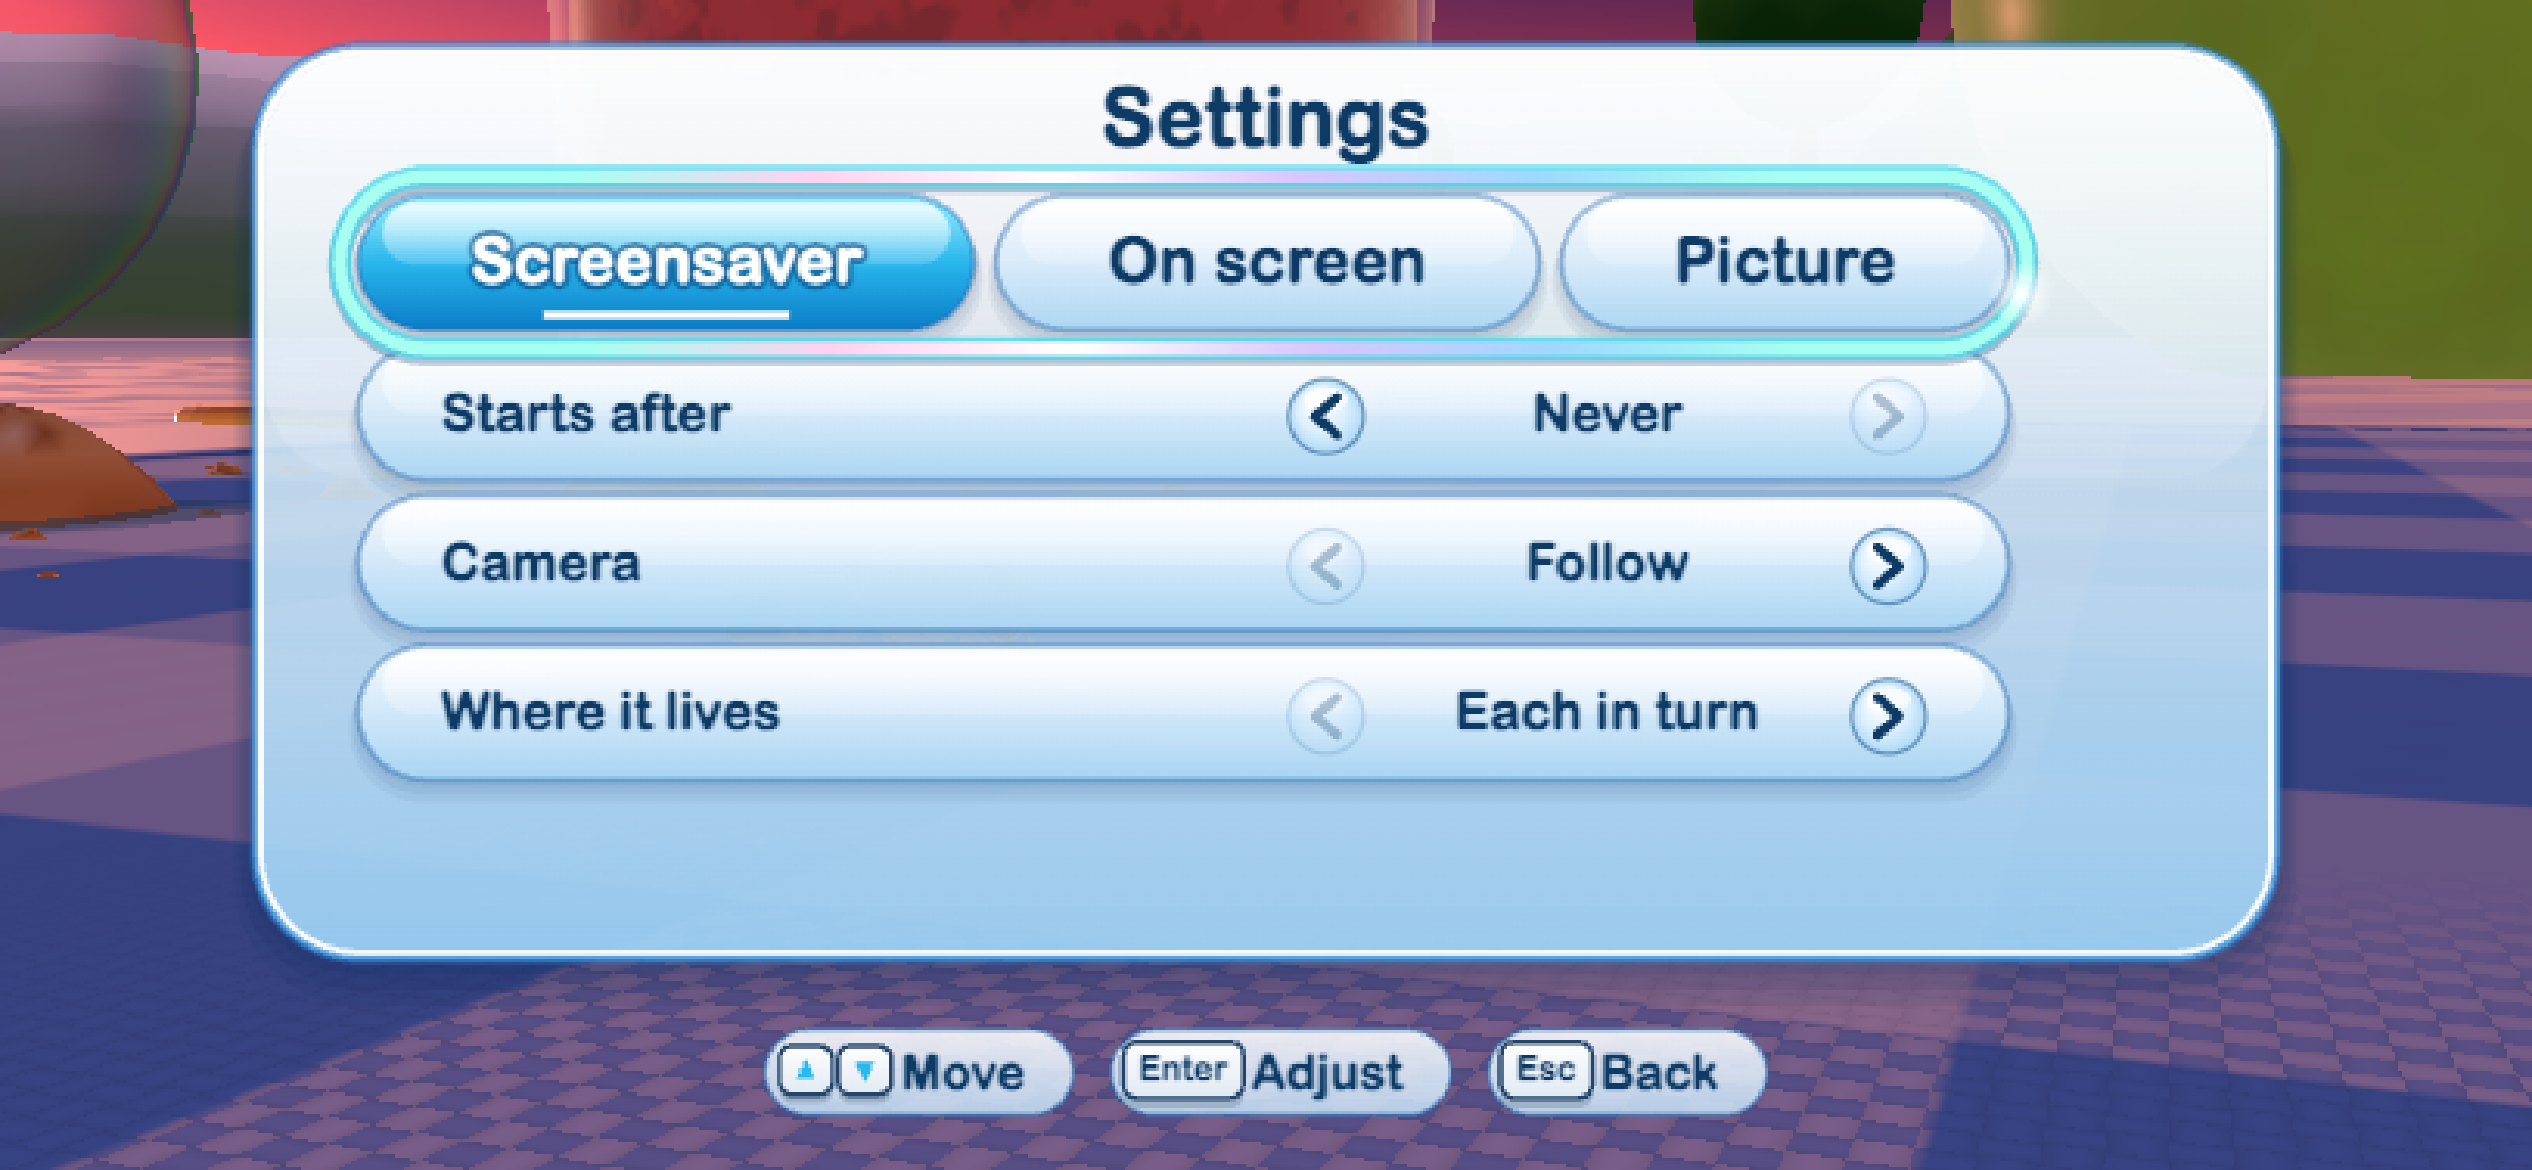 Settings
Screensaver On screen Picture
Starts after < Never >
Camera < Follow >
Where it lives < Each in turn >
▲ ▼ Move Enter Adjust Esc Back